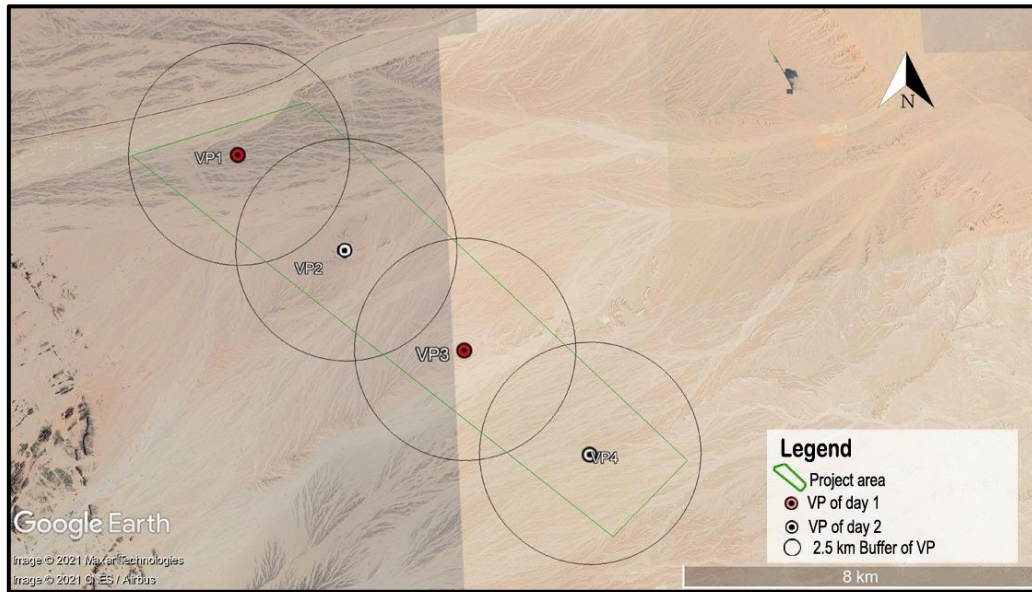 VP1
N
VP2
VP3
VP4
Legend
Project area
VP of day 1
VP of day 2
2.5 km Buffer of VP
Google Earth
Image © 2021 Maxar Technologies
Image © 2021 CNES / Airbus
8 km